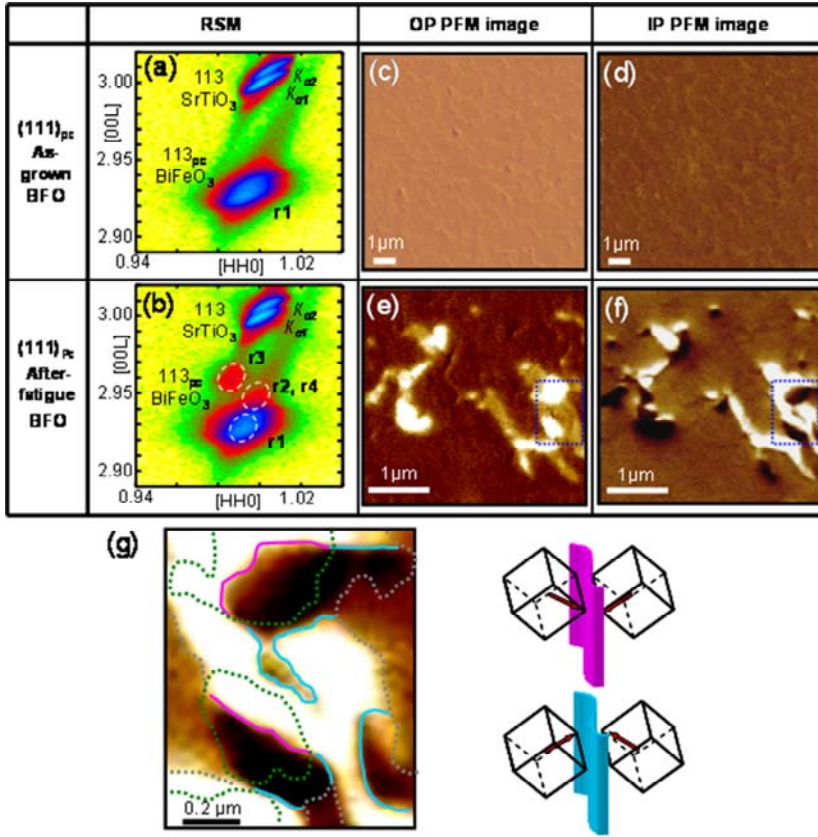 RSM
OP PFM image
IP PFM image
(111)pc
As-
grown
BFO
(a)
113
SrTiO3
Kα2
Kα1
113pc
BiFeO3
r1
[00L]
3.00
2.95
2.90
0.94
[HH0]
1.02
(c)
1μm
(d)
1μm
(111)Pc
After-
fatigue
BFO
(b)
113
SrTiO3
Kα2
Kα1
r3
113pc
BiFeO3
r2, r4
r1
[00L]
3.00
2.95
2.90
0.94
[HH0]
1.02
(e)
1μm
(f)
1μm
(g)
0.2 μm